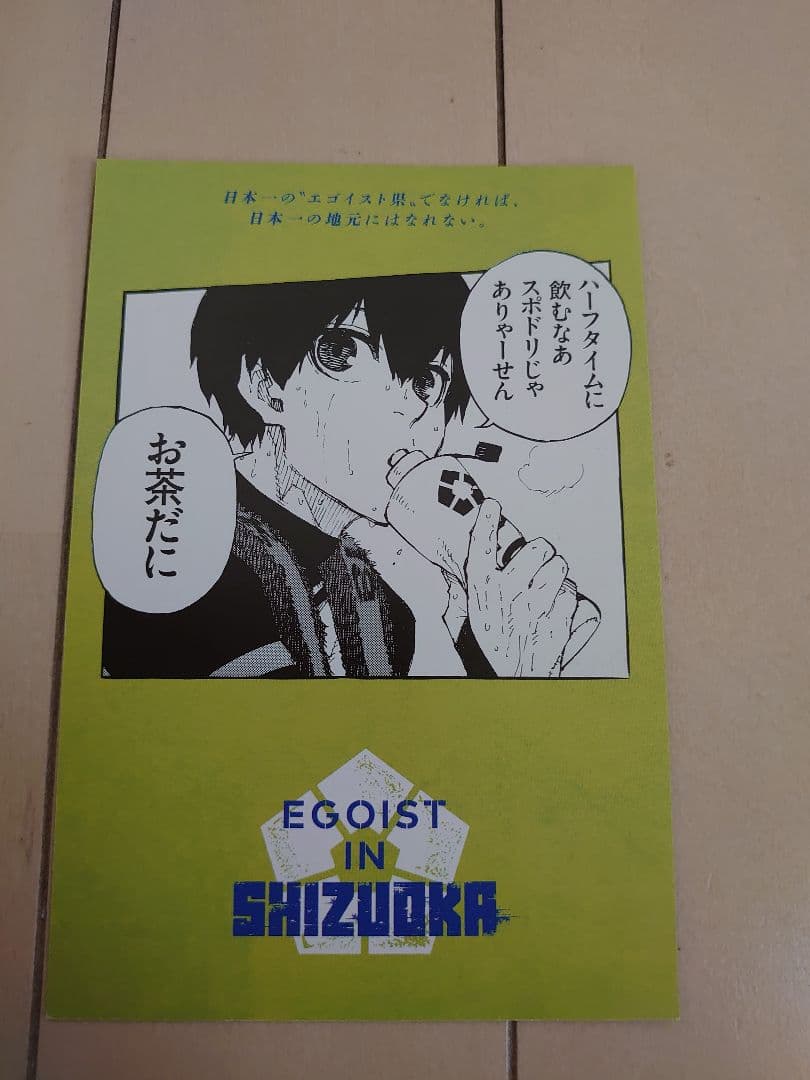 日本一の〝エゴイスト県〟でなければ、
日本一の地元にはなれない。
ハーフタイムに
飲むなあ
スポドリじゃ
ありゃーせん
お茶だに
EGOIST
IN
SHIZUOKA